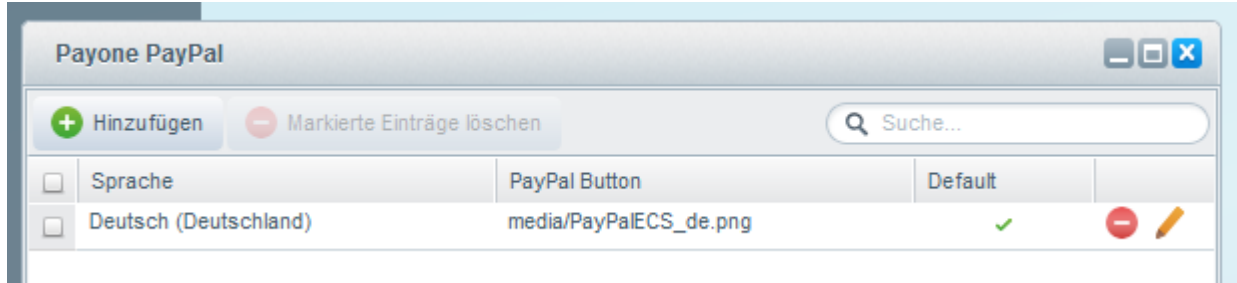 Payone PayPal
Hinzufügen Markierte Einträge löschen Suche...
Sprache PayPal Button Default
Deutsch (Deutschland) media/PayPalECS_de.png